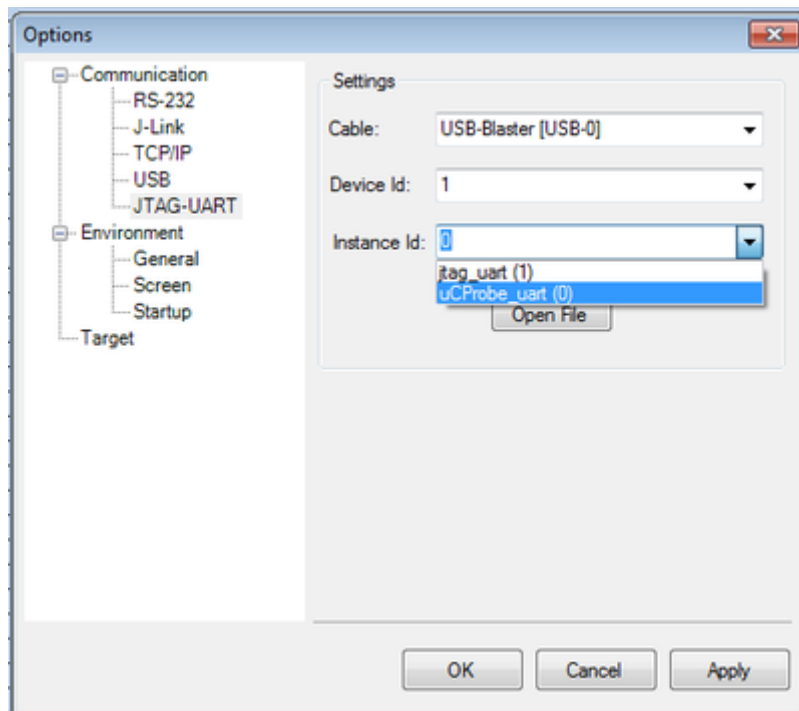 Options
Communication
RS-232
J-Link
TCP/IP
USB
JTAG-UART
Environment
General
Screen
Startup
Target
Settings
Cable: USB-Blaster [USB-0]
Device Id: 1
Instance Id: 0
jtag_uart (1)
uCProbe_uart (0)
Open File
OK Cancel Apply